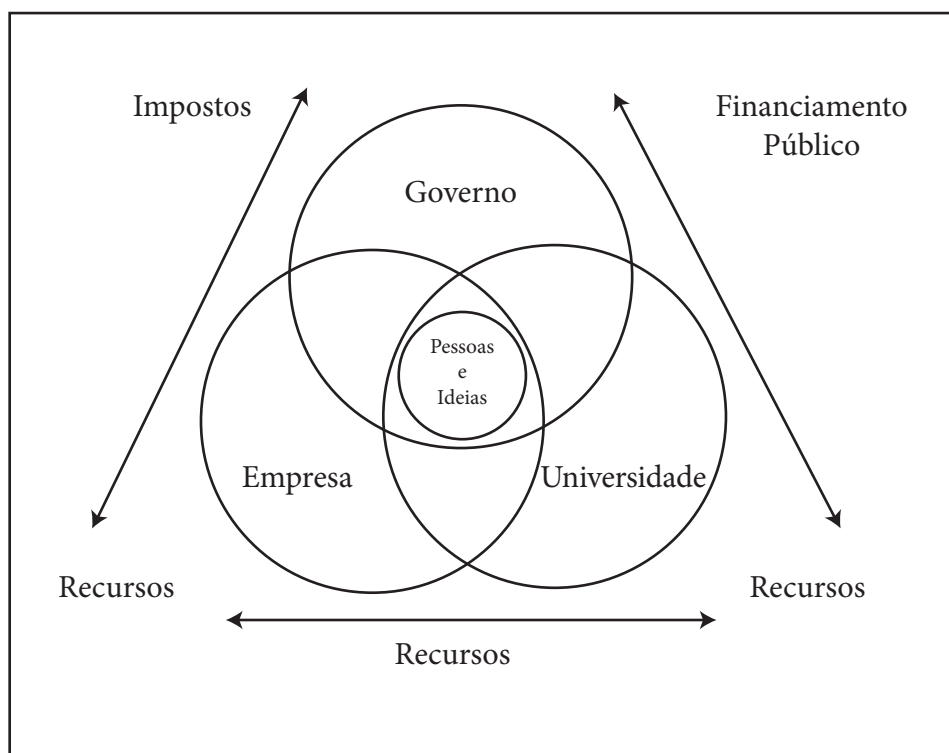 Impostos
Financiamento
Público
Governo
Pessoas
e
Ideias
Empresa
Universidade
Recursos
Recursos
Recursos